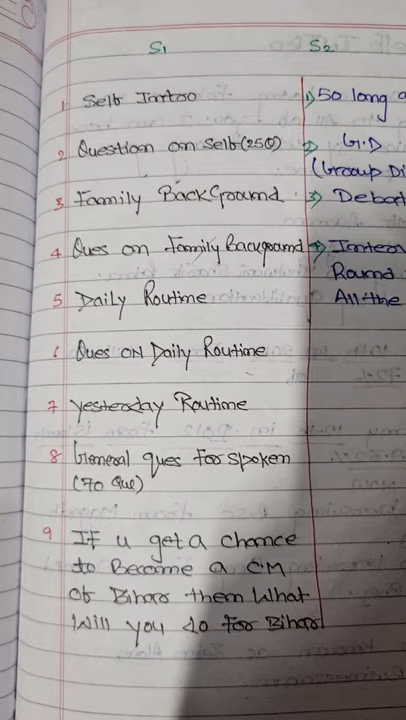 S1
1 Self Intro
2 Question on self (250)
3 Family BackGround
4 Ques on Family Bacground
5 Daily Routine
6 Ques ON Daily Routine
7 yesterday Routine
8 General ques for spoken
(70 Que)
9 If u get a chance
to Become a CM
of Bihar then What
Will you do for Bihar
S2
1) 50 long
2) G.D
(Group Di
3) Debat
4) Interv
Round
All the